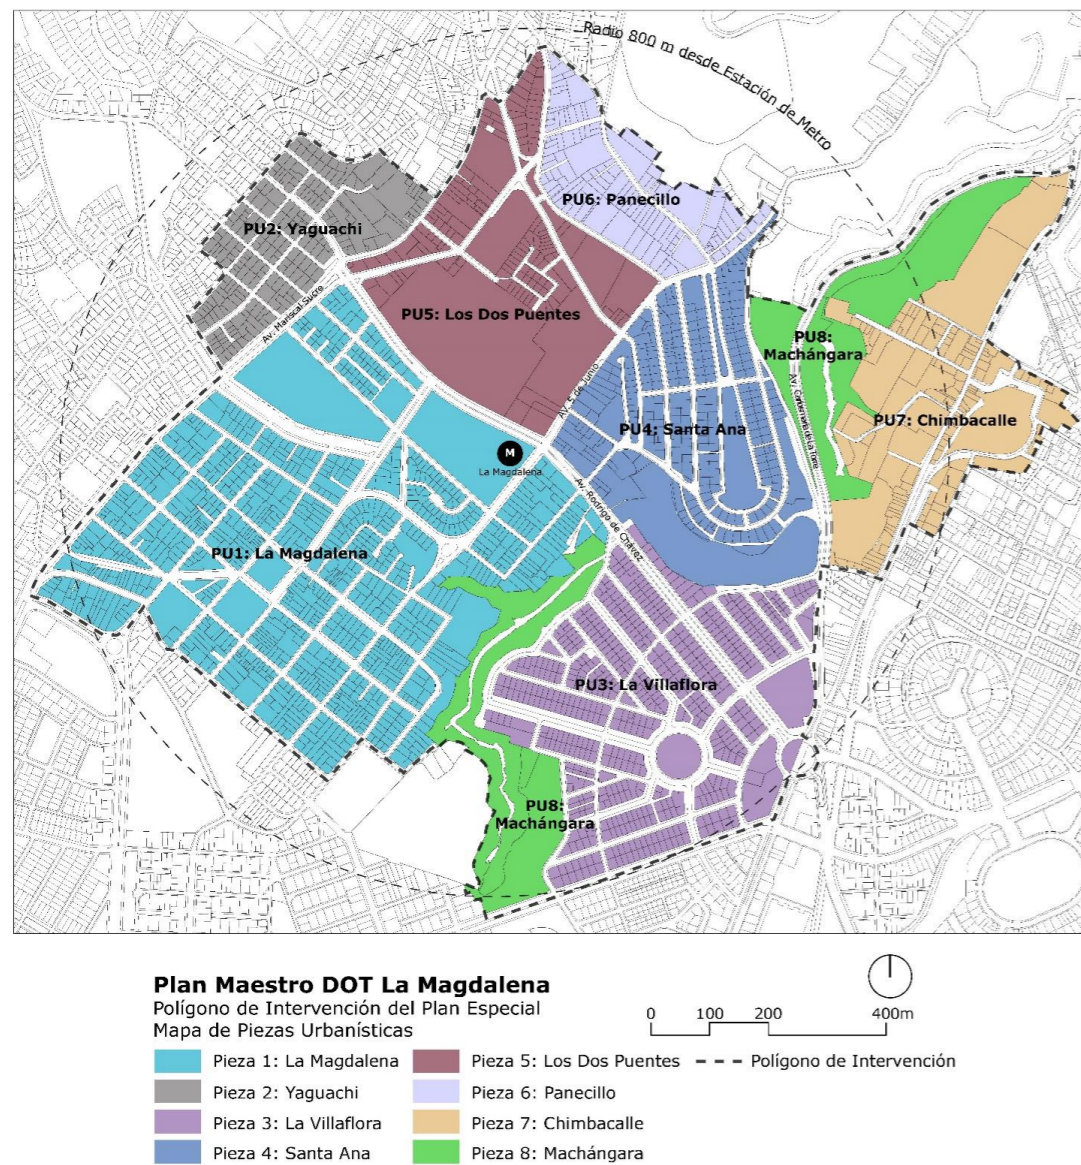 Radio 800 m desde Estación de Metro
PU6: Panecillo
PU2: Yaguachi
Av. Mariscal Sucre
PU5: Los Dos Puentes
PU8:
Machángara
Av. 5 de Junio
PU4: Santa Ana
PU7: Chimbacalle
M
La Magdalena
Av. Rodrigo de Chávez
PU1: La Magdalena
PU3: La Villaflora
PU8:
Machángara
Plan Maestro DOT La Magdalena
Polígono de Intervención del Plan Especial
Mapa de Piezas Urbanísticas
0 100 200 400m
Pieza 1: La Magdalena
Pieza 2: Yaguachi
Pieza 3: La Villaflora
Pieza 4: Santa Ana
Pieza 5: Los Dos Puentes
Pieza 6: Panecillo
Pieza 7: Chimbacalle
Pieza 8: Machángara
Polígono de Intervención